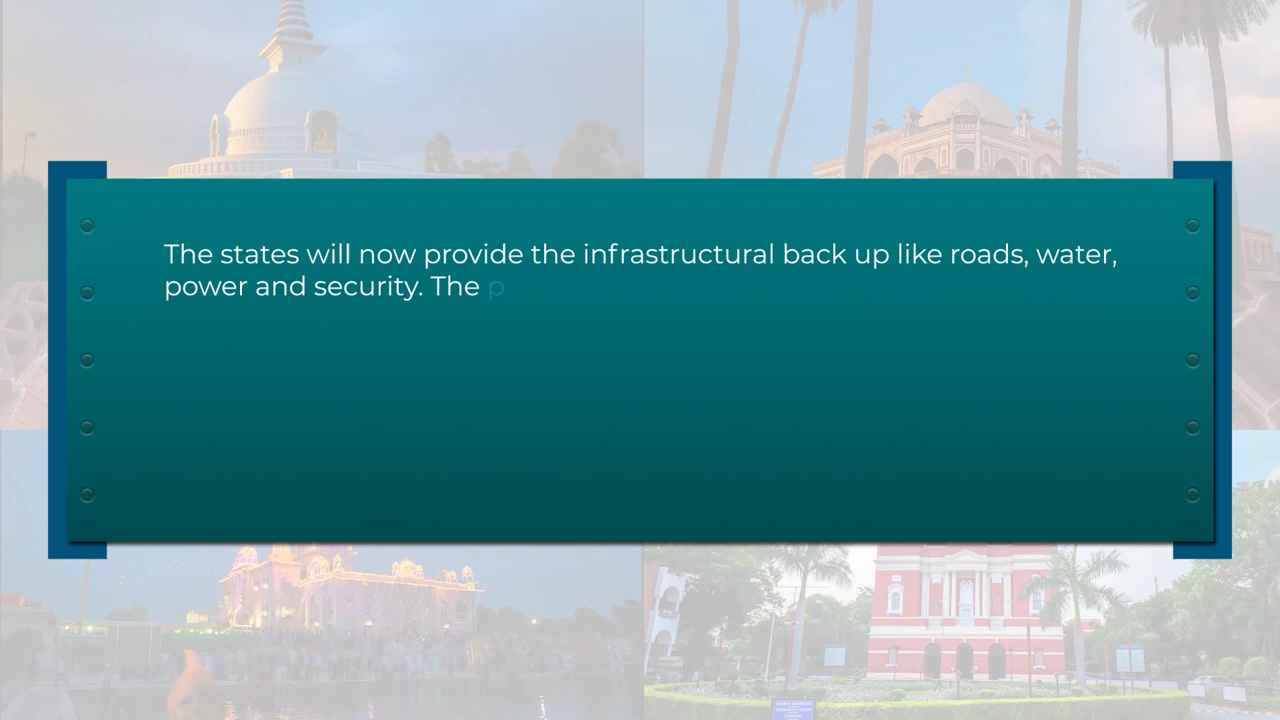 The states will now provide the infrastructural back up like roads, water,
power and security. The p